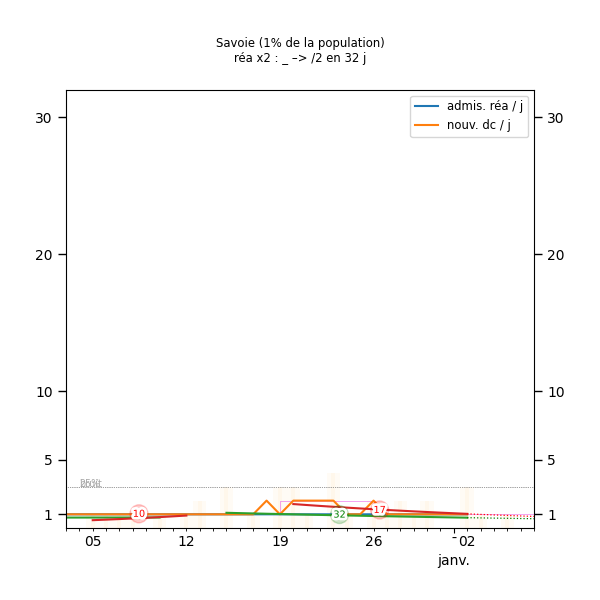 Savoie (1% de la population)
réa x2 : _ –> /2 en 32 j
admis. réa / j
nouv. dc / j
30 30
20 20
10 10
5 5
1 1
10 32 17
05 12 19 26 02
janv.